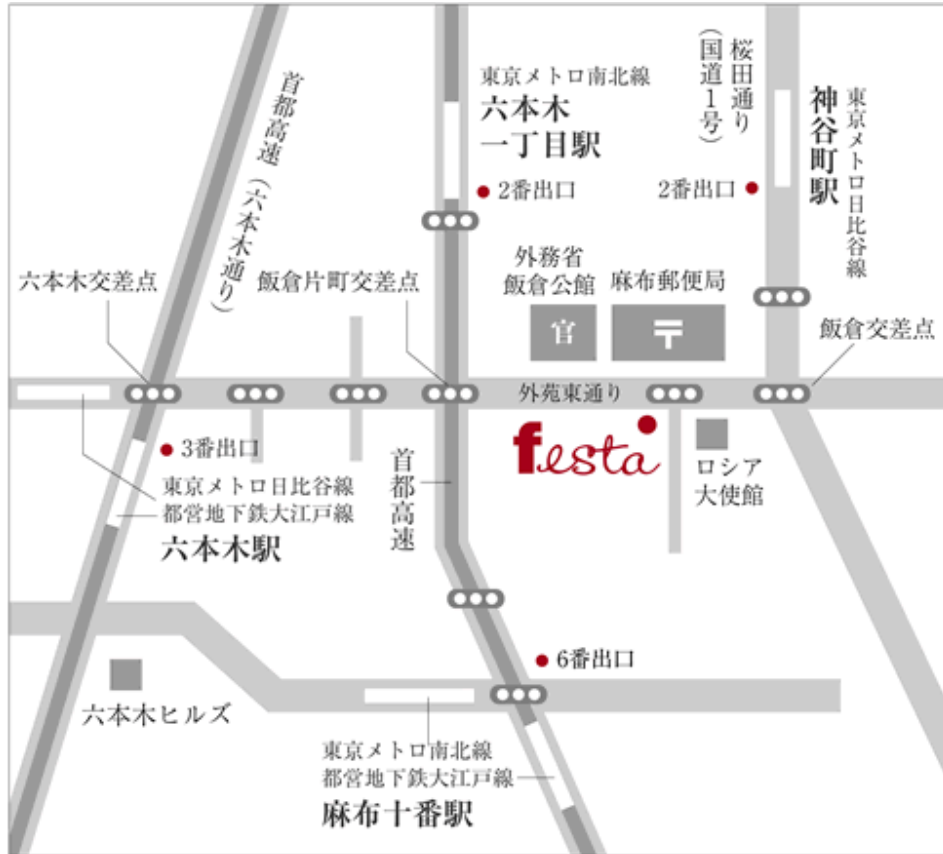 首都高速（六本木通り）
東京メトロ南北線
六本木
一丁目駅
2番出口
桜田通り
（国道1号）
2番出口
東京メトロ日比谷線
神谷町駅
六本木交差点
飯倉片町交差点
外務省
飯倉公館
官
麻布郵便局
〒
飯倉交差点
外苑東通り
festa
ロシア
大使館
3番出口
東京メトロ日比谷線
都営地下鉄大江戸線
六本木駅
首都高速
6番出口
六本木ヒルズ
東京メトロ南北線
都営地下鉄大江戸線
麻布十番駅